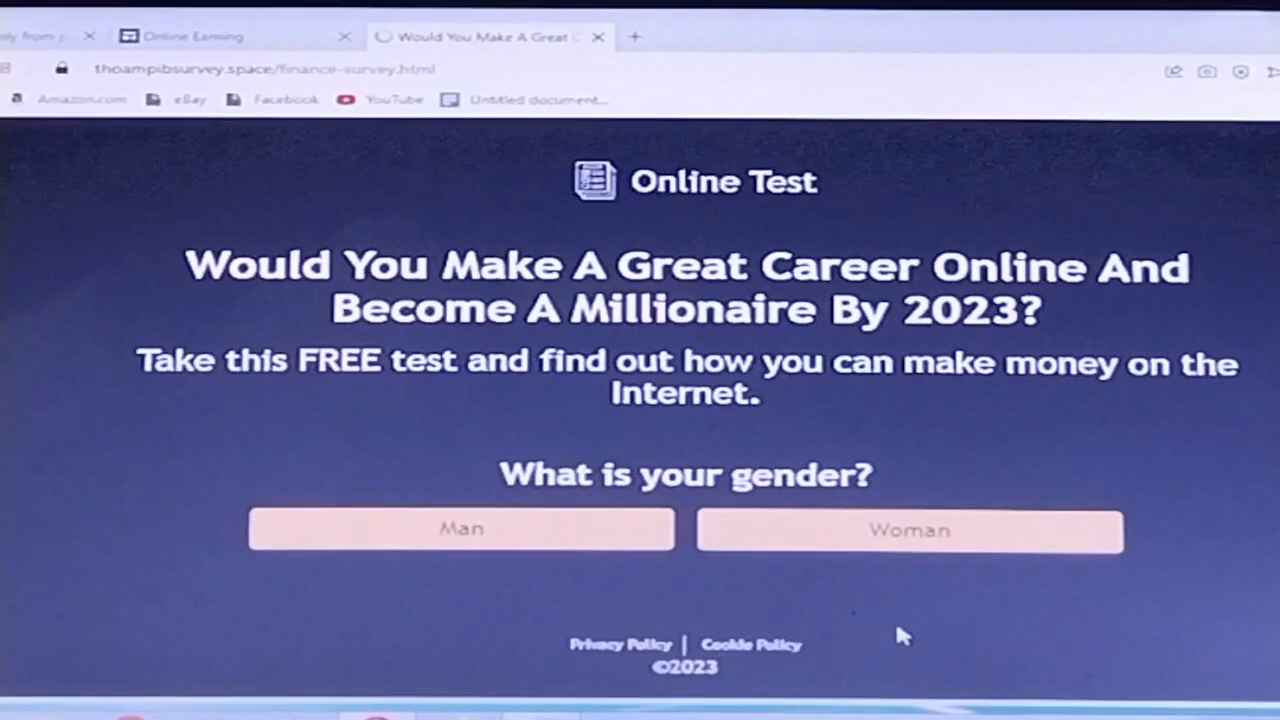 Online Earning
Would You Make A Great C
thoampibsurvey.space/finance-survey.html
Amazon.com eBay Facebook YouTube Untitled document...
Online Test
Would You Make A Great Career Online And
Become A Millionaire By 2023?
Take this FREE test and find out how you can make money on the
Internet.
What is your gender?
Man Woman
Privacy Policy | Cookie Policy
©2023